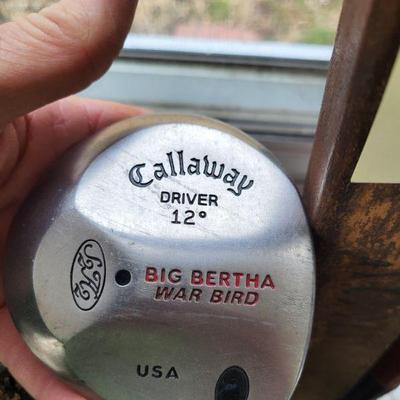 Callaway
DRIVER
12°
BIG BERTHA
WAR BIRD
USA